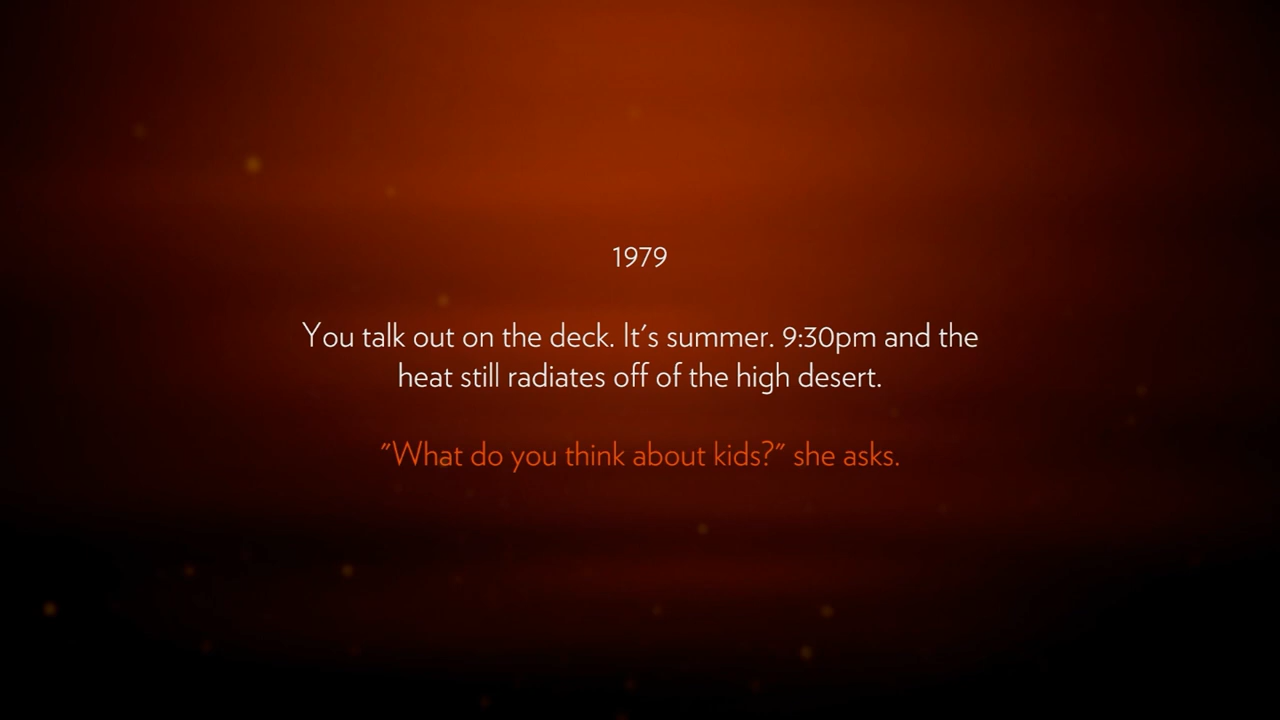 1979
You talk out on the deck. It's summer. 9:30pm and the
heat still radiates off of the high desert.
"What do you think about kids?" she asks.